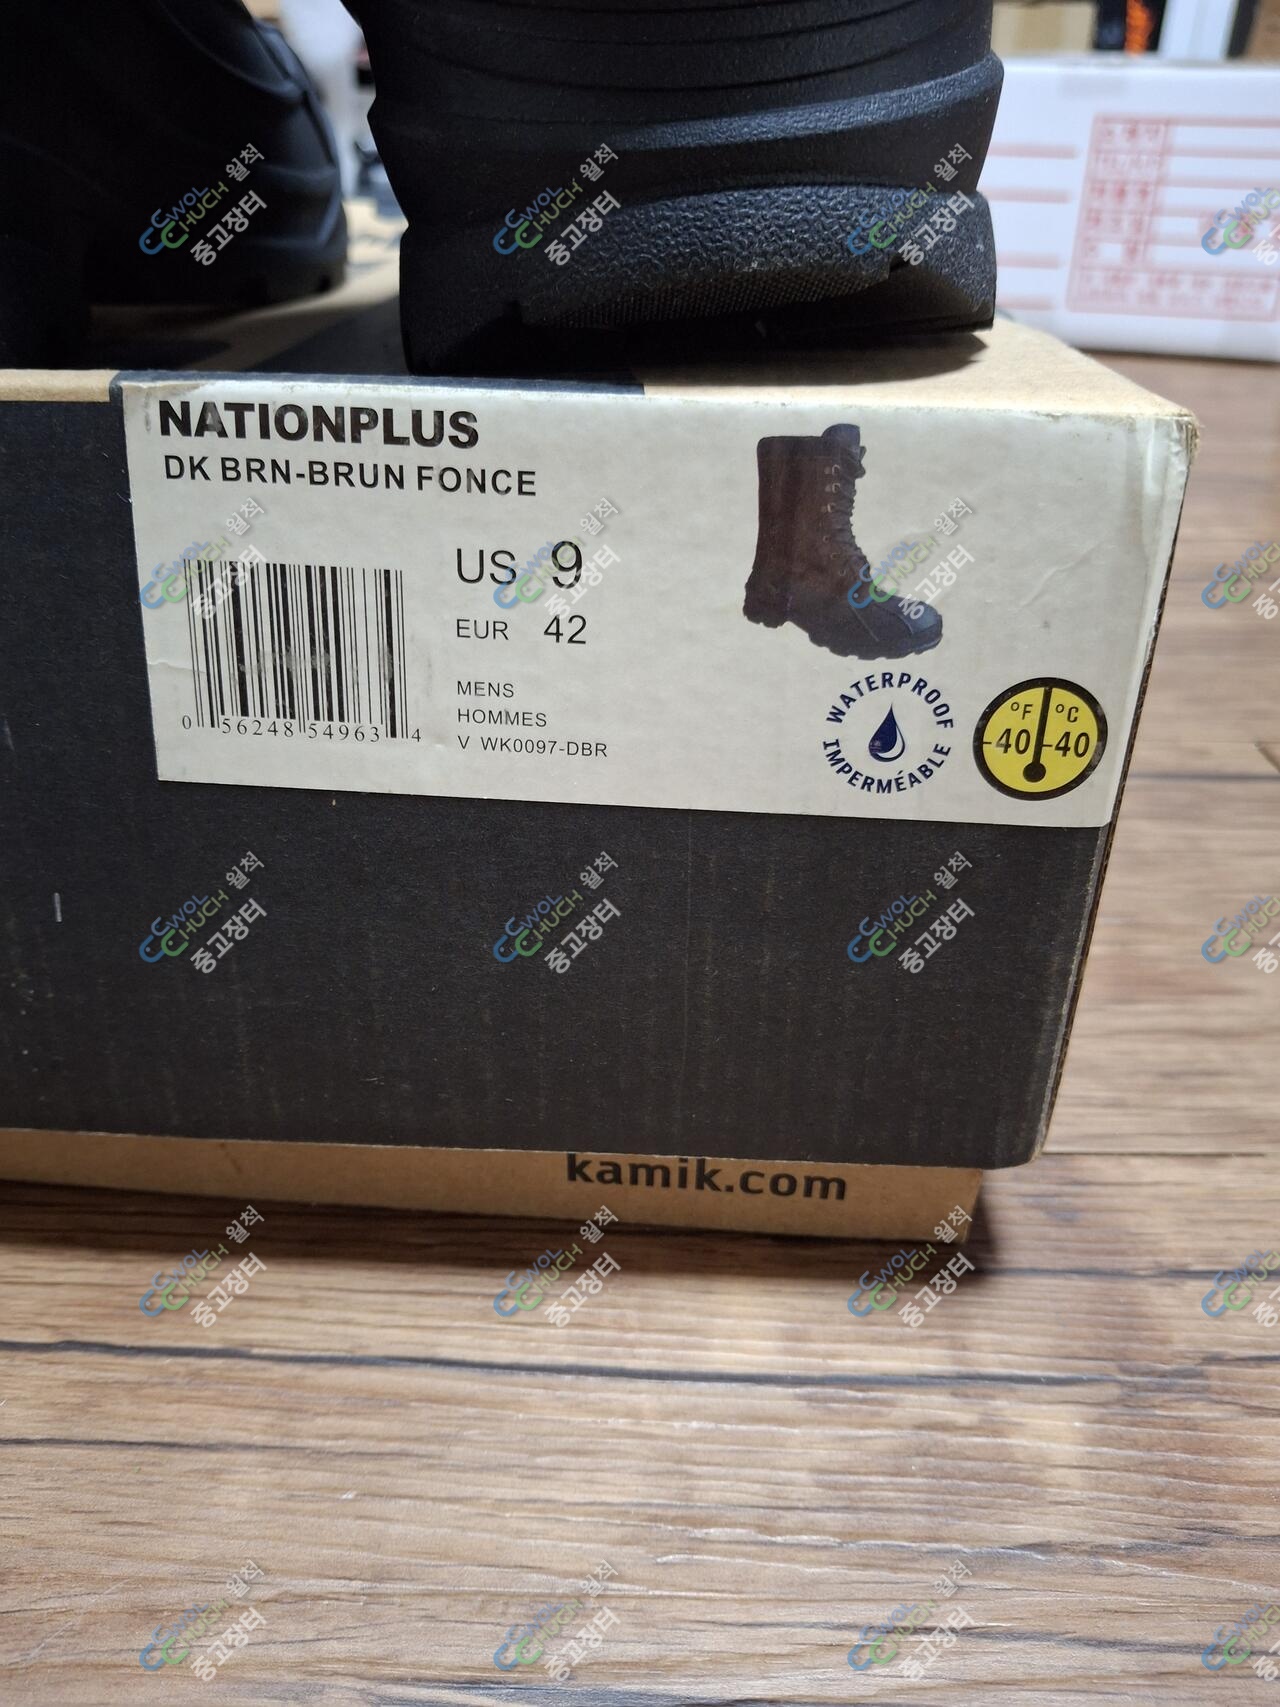 NATIONPLUS
DK BRN-BRUN FONCE
US 9
EUR 42
MENS
HOMMES
V WK0097-DBR
0 56248 54963 4
WATERPROOF
IMPERMÉABLE
°F °C
-40 -40
kamik.com
CWOL
CHUCH 월척
중고장터